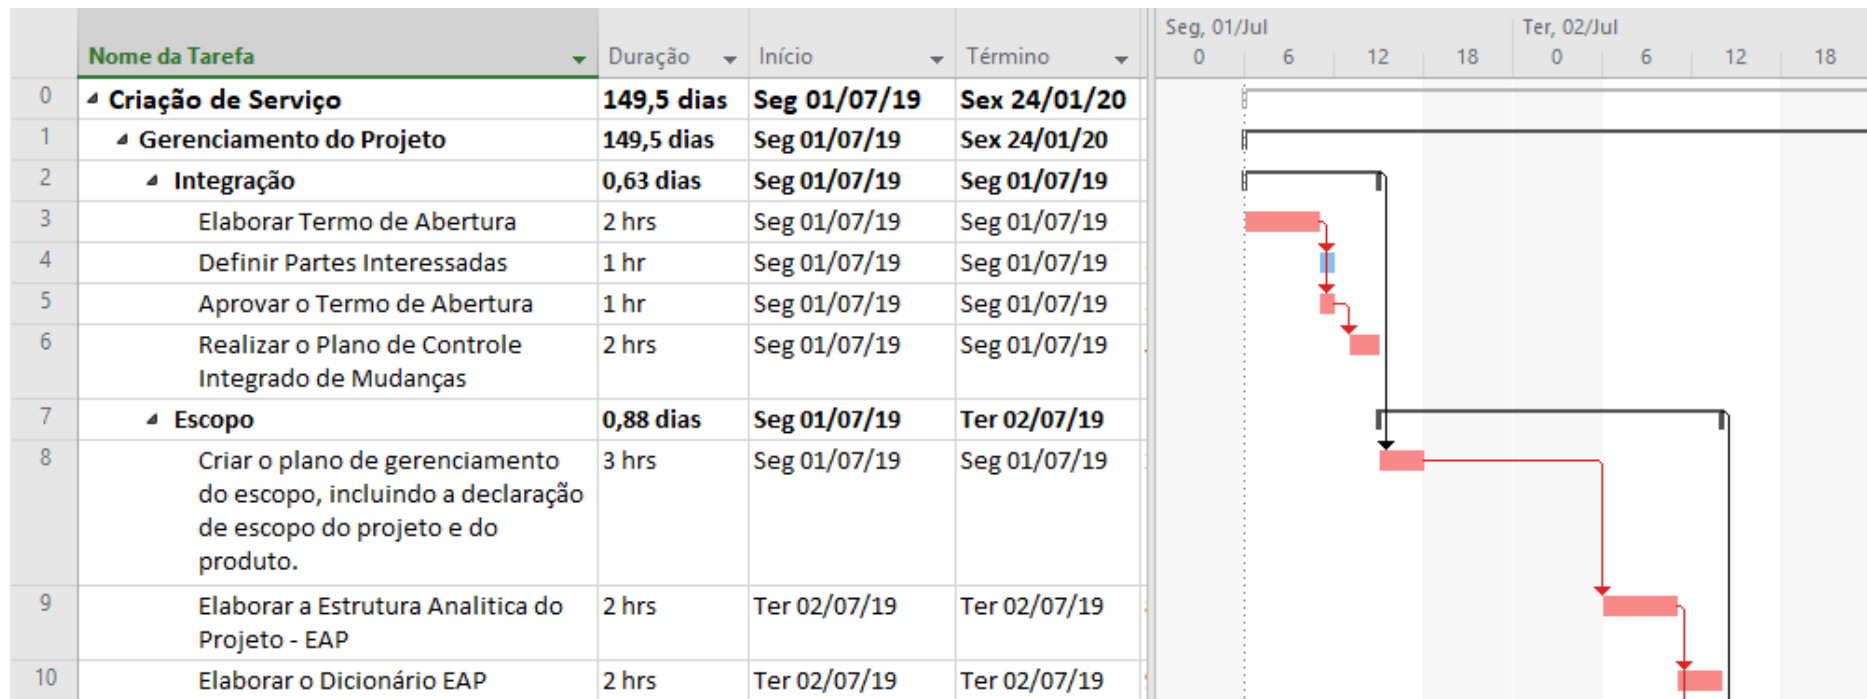 Seg, 01/Jul Ter, 02/Jul
Nome da Tarefa Duração Início Término 0 6 12 18 0 6 12 18
0 Criação de Serviço 149,5 dias Seg 01/07/19 Sex 24/01/20
1 Gerenciamento do Projeto 149,5 dias Seg 01/07/19 Sex 24/01/20
2 Integração 0,63 dias Seg 01/07/19 Seg 01/07/19
3 Elaborar Termo de Abertura 2 hrs Seg 01/07/19 Seg 01/07/19
4 Definir Partes Interessadas 1 hr Seg 01/07/19 Seg 01/07/19
5 Aprovar o Termo de Abertura 1 hr Seg 01/07/19 Seg 01/07/19
6 Realizar o Plano de Controle 2 hrs Seg 01/07/19 Seg 01/07/19
Integrado de Mudanças
7 Escopo 0,88 dias Seg 01/07/19 Ter 02/07/19
8 Criar o plano de gerenciamento 3 hrs Seg 01/07/19 Seg 01/07/19
do escopo, incluindo a declaração
de escopo do projeto e do
produto.
9 Elaborar a Estrutura Analitica do 2 hrs Ter 02/07/19 Ter 02/07/19
Projeto - EAP
10 Elaborar o Dicionário EAP 2 hrs Ter 02/07/19 Ter 02/07/19